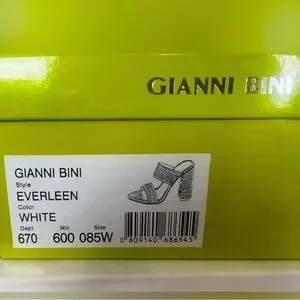 GIANNI BINI
GIANNI BINI
Style
EVERLEEN
Color
WHITE
Dept Mic Size
670 600 085W
0 809140 686545